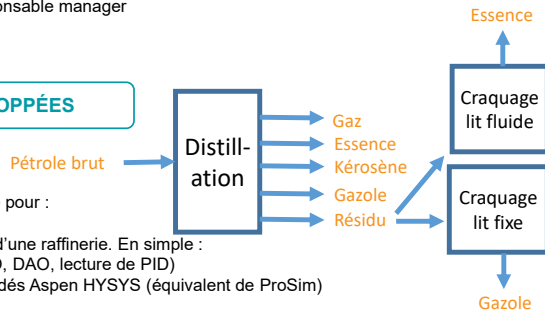 onsable manager
Essence
OPPÉES
Craquage
lit fluide
Gaz
Essence
Kérosène
Gazole
Résidu
Distill-
ation
Pétrole brut
Craquage
lit fixe
pour :
d'une raffinerie. En simple :
, DAO, lecture de PID)
dés Aspen HYSYS (équivalent de ProSim)
Gazole